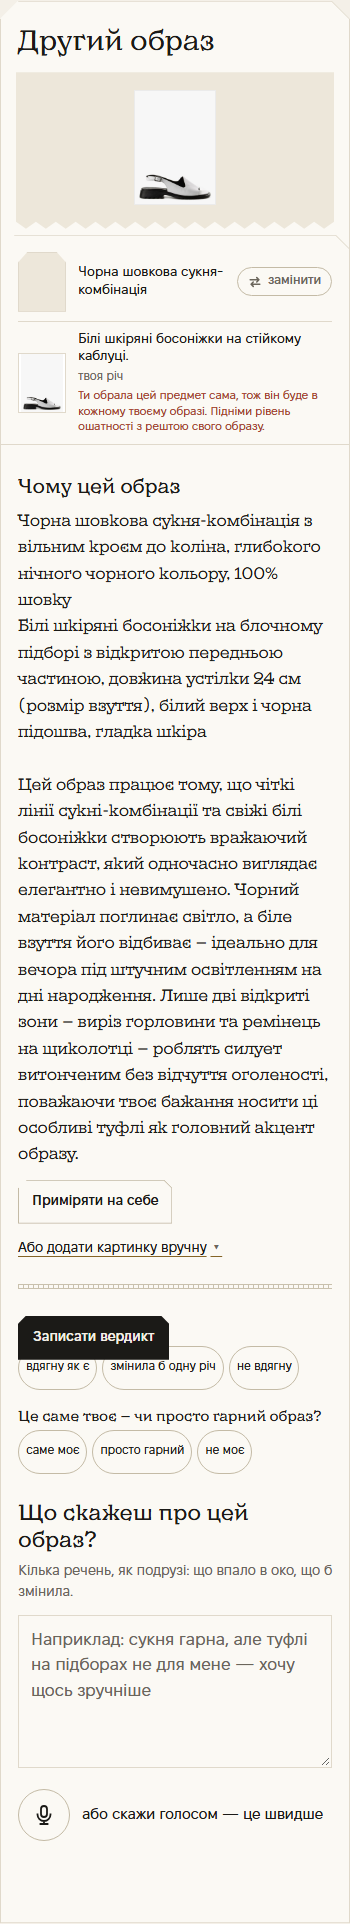 Другий образ
Чорна шовкова сукня-
комбінація
замінити
Білі шкіряні босоніжки на стійкому
каблуці.
твоя річ
Ти обрала цей предмет сама, тож він буде в
кожному твоєму образі. Підніми рівень
ошатності з рештою свого образу.
Чому цей образ
Чорна шовкова сукня-комбінація з
вільним кроєм до коліна, глибокого
нічного чорного кольору, 100%
шовку
Білі шкіряні босоніжки на блочному
підборі з відкритою передньою
частиною, довжина устілки 24 см
(розмір взуття), білий верх і чорна
підошва, гладка шкіра
Цей образ працює тому, що чіткі
лінії сукні-комбінації та свіжі білі
босоніжки створюють вражаючий
контраст, який одночасно виглядає
елегантно і невимушено. Чорний
матеріал поглинає світло, а біле
взуття його відбиває – ідеально для
вечора під штучним освітленням на
дні народження. Лише дві відкриті
зони – виріз горловини та ремінець
на щиколотці – роблять силует
витонченим без відчуття оголеності,
поважаючи твоє бажання носити ці
особливі туфлі як головний акцент
образу.
Приміряти на себе
Або додати картинку вручну
Записати вердикт
вдягну як є
змінила б одну річ
не вдягну
Це саме твоє – чи просто гарний образ?
саме моє
просто гарний
не моє
Що скажеш про цей
образ?
Кілька речень, як подрузі: що впало в око, що б
змінила.
Наприклад: сукня гарна, але туфлі
на підборах не для мене — хочу
щось зручніше
або скажи голосом — це швидше